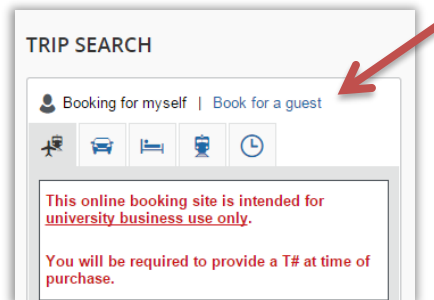 TRIP SEARCH
Booking for myself | Book for a guest
This online booking site is intended for
university business use only.
You will be required to provide a T# at time of
purchase.